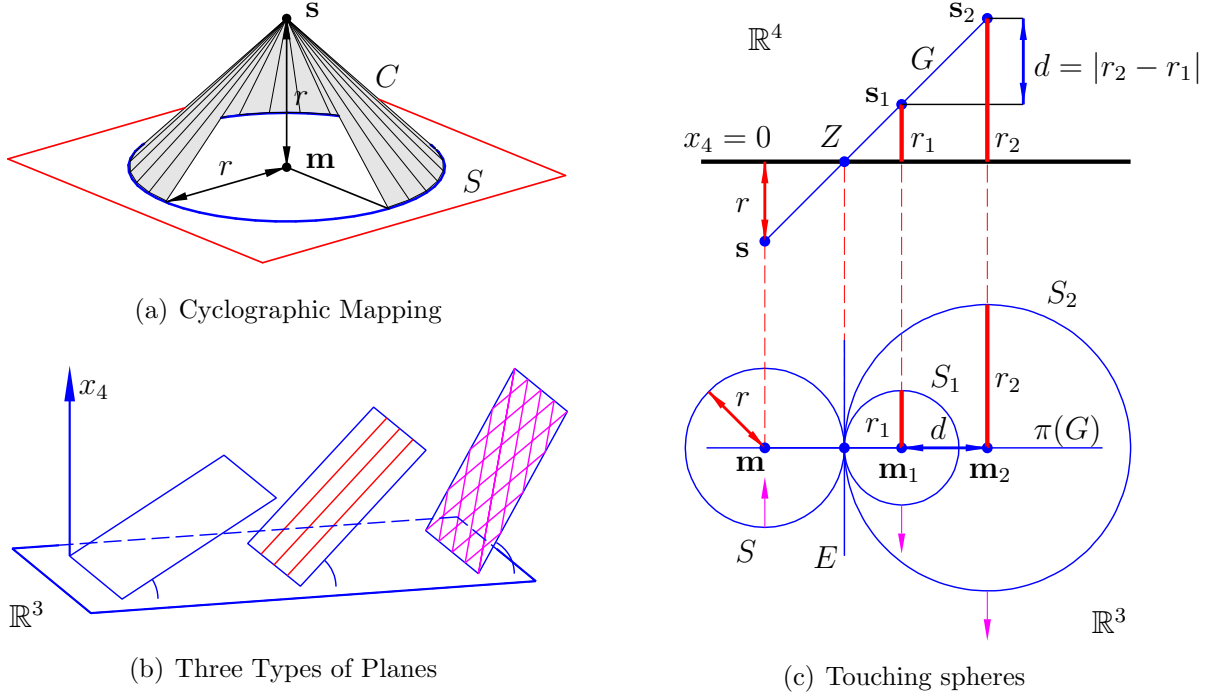 s
C
r
r
m
S
(a) Cyclographic Mapping
x₄
ℝ³
(b) Three Types of Planes
ℝ⁴
s₂
G
d = |r₂ − r₁|
s₁
x₄ = 0
Z
r₁
r₂
r
s
S₂
S₁
r
r₂
r₁
d
π(G)
m
m₁
m₂
S
E
ℝ³
(c) Touching spheres